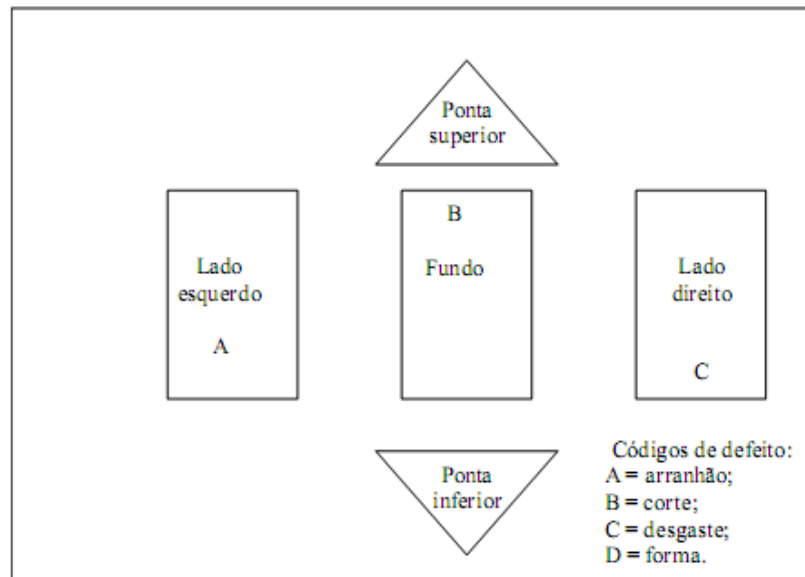 Ponta
superior
B
Lado
esquerdo
Fundo
Lado
direito
A
C
Ponta
inferior
Códigos de defeito:
A = arranhão;
B = corte;
C = desgaste;
D = forma.